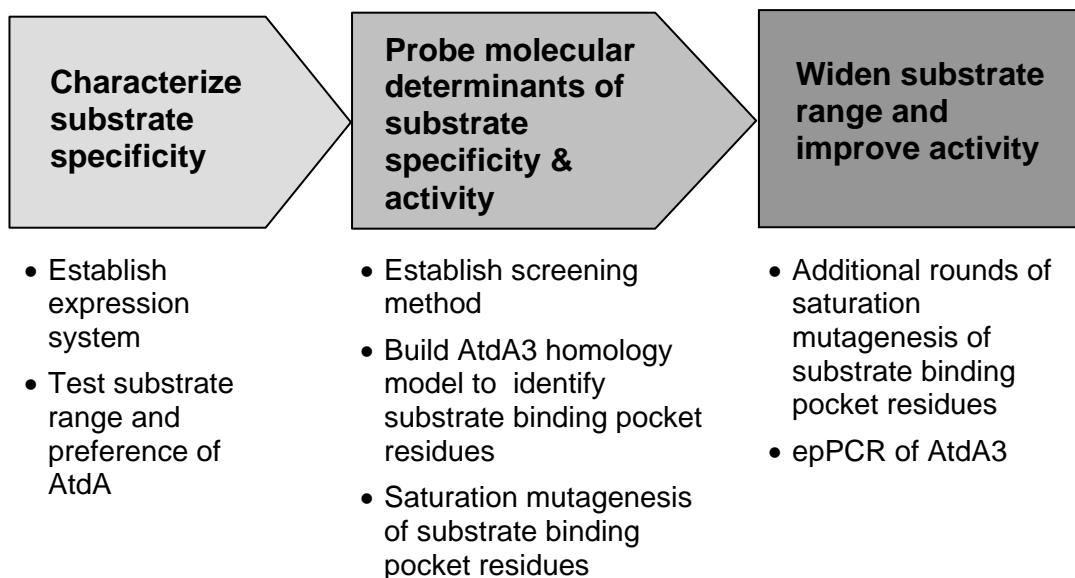 Characterize
substrate
specificity
Probe molecular
determinants of
substrate
specificity &
activity
Widen substrate
range and
improve activity
• Establish
expression
system
• Test substrate
range and
preference of
AtdA
• Establish screening
method
• Build AtdA3 homology
model to identify
substrate binding pocket
residues
• Saturation mutagenesis
of substrate binding
pocket residues
• Additional rounds of
saturation
mutagenesis of
substrate binding
pocket residues
• epPCR of AtdA3